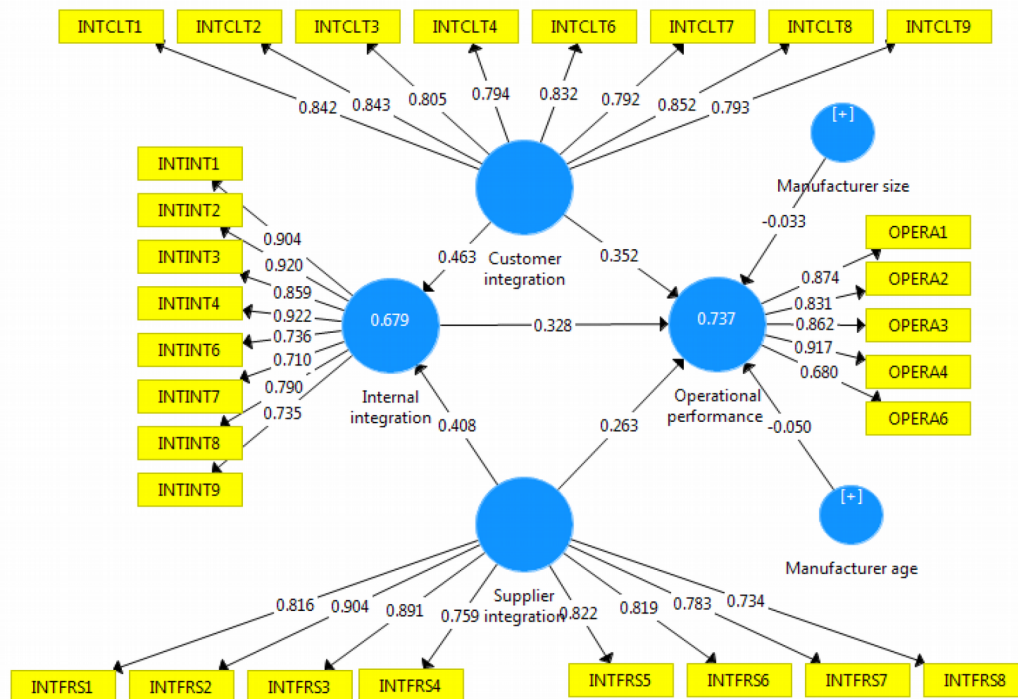 INTCLT1 INTCLT2 INTCLT3 INTCLT4 INTCLT6 INTCLT7 INTCLT8 INTCLT9
0.842 0.843 0.805 0.794 0.832 0.792 0.852 0.793
[+]
Manufacturer size
-0.033
INTINT1
INTINT2
INTINT3
INTINT4
INTINT6
INTINT7
INTINT8
INTINT9
0.904
0.920
0.859
0.922
0.736
0.710
0.790
0.735
Customer
integration
0.463
0.352
0.679
Internal
integration
0.328
0.737
Operational
performance
0.874
0.831
0.862
0.917
0.680
OPERA1
OPERA2
OPERA3
OPERA4
OPERA6
0.408
0.263
-0.050
[+]
Manufacturer age
Supplier
integration
0.816 0.904 0.891 0.759 0.822 0.819 0.783 0.734
INTFRS1 INTFRS2 INTFRS3 INTFRS4 INTFRS5 INTFRS6 INTFRS7 INTFRS8